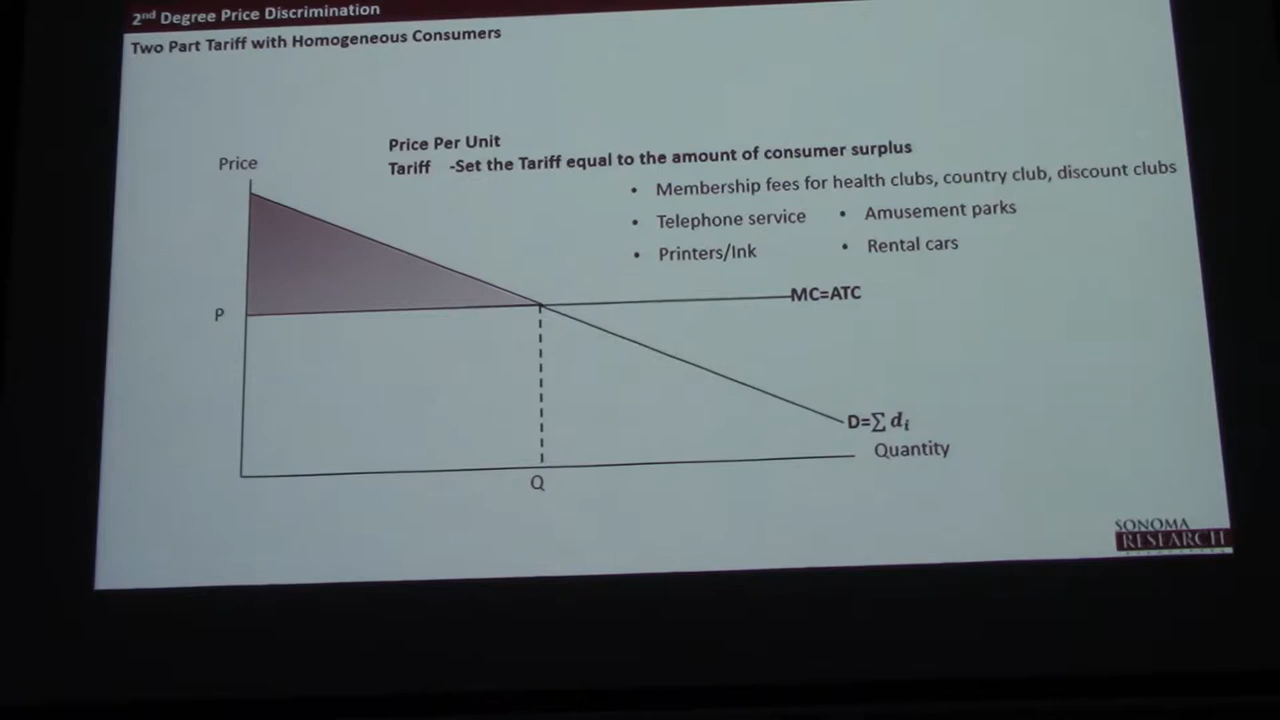 2nd Degree Price Discrimination
Two Part Tariff with Homogeneous Consumers
Price Per Unit
Tariff -Set the Tariff equal to the amount of consumer surplus
Price
• Membership fees for health clubs, country club, discount clubs
• Telephone service • Amusement parks
• Printers/Ink • Rental cars
MC=ATC
P
D=∑ dᵢ
Quantity
Q
SONOMA
RESEARCH